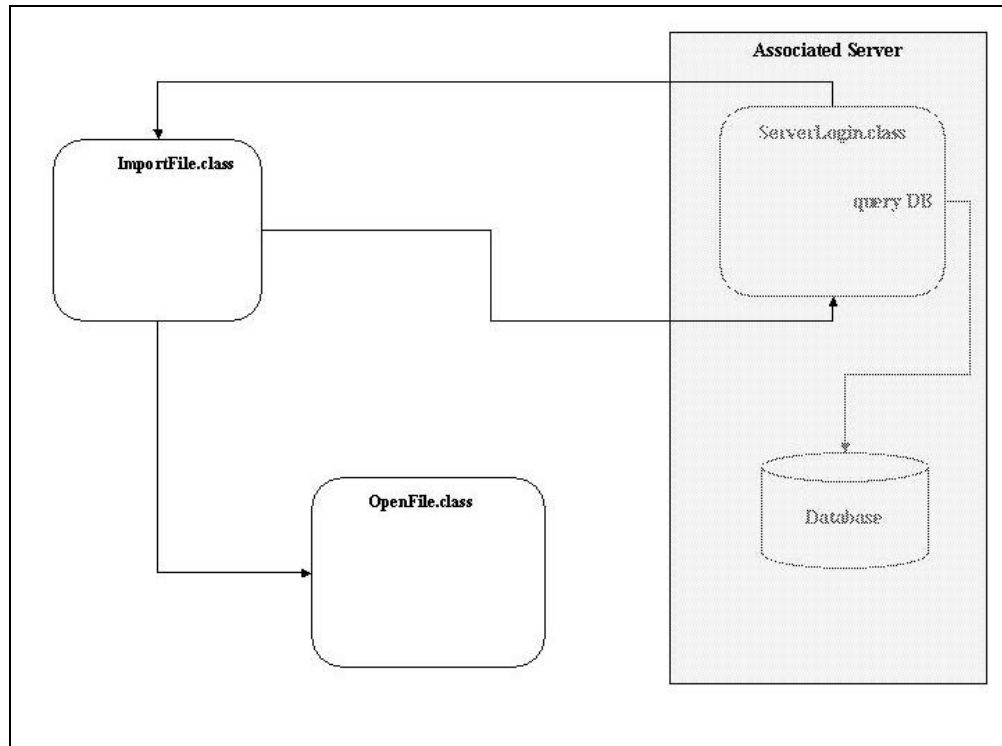 Associated Server
ServerLogin.class
ImportFile.class
query DB
OpenFile.class
Database